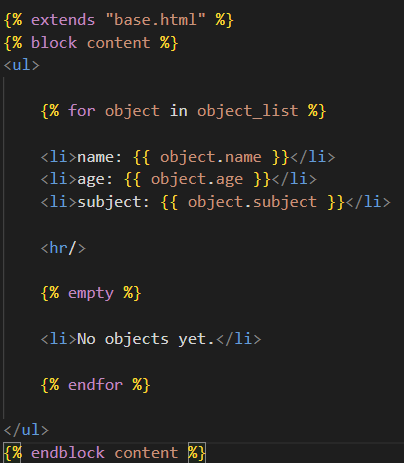 {% extends "base.html" %}
{% block content %}
<ul>
{% for object in object_list %}
<li>name: {{ object.name }}</li>
<li>age: {{ object.age }}</li>
<li>subject: {{ object.subject }}</li>
<hr/>
{% empty %}
<li>No objects yet.</li>
{% endfor %}
</ul>
{% endblock content %}